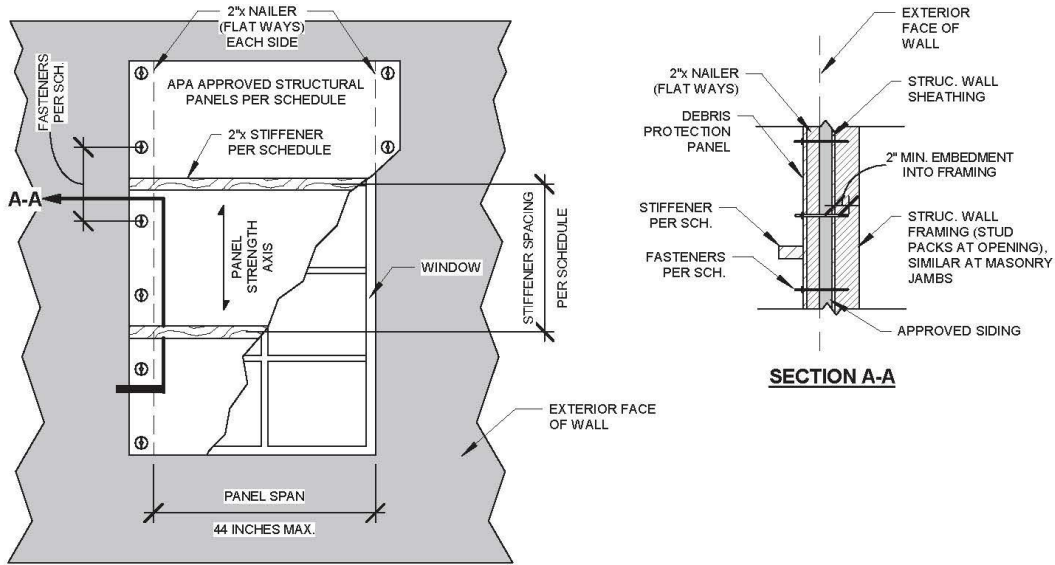 2"x NAILER
(FLAT WAYS)
EACH SIDE
FASTENERS
PER SCH.
APA APPROVED STRUCTURAL
PANELS PER SCHEDULE
2"x STIFFENER
PER SCHEDULE
A-A
PANEL
STRENGTH
AXIS
WINDOW
STIFFENER SPACING
PER SCHEDULE
EXTERIOR FACE
OF WALL
PANEL SPAN
44 INCHES MAX.
EXTERIOR
FACE OF
WALL
2"x NAILER
(FLAT WAYS)
STRUC. WALL
SHEATHING
DEBRIS
PROTECTION
PANEL
2" MIN. EMBEDMENT
INTO FRAMING
STIFFENER
PER SCH.
STRUC. WALL
FRAMING (STUD
PACKS AT OPENING),
SIMILAR AT MASONRY
JAMBS
FASTENERS
PER SCH.
APPROVED SIDING
SECTION A-A